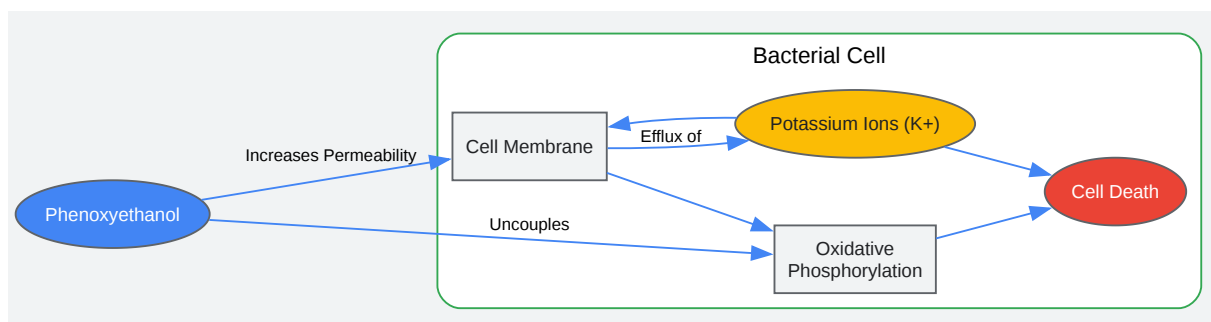 Bacterial Cell
Potassium Ions (K+)
Efflux of
Cell Membrane
Increases Permeability
Cell Death
Phenoxyethanol
Uncouples
Oxidative
Phosphorylation